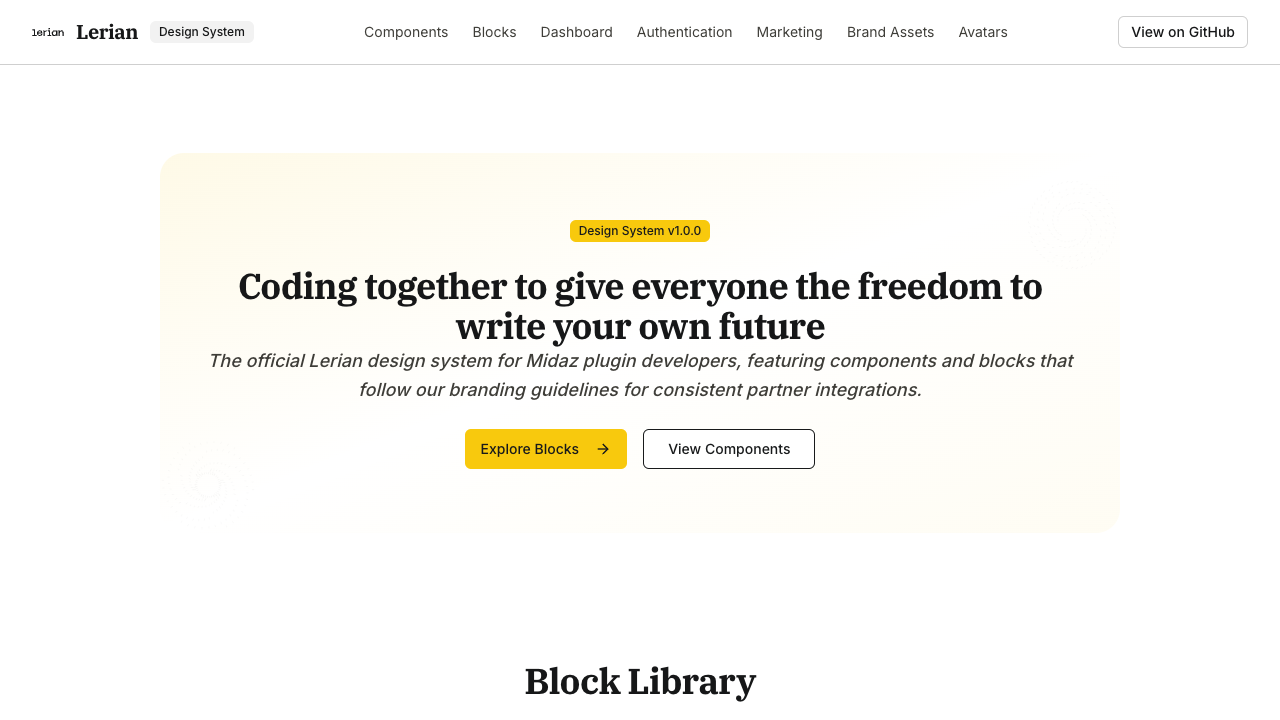 lerian Lerian Design System Components Blocks Dashboard Authentication Marketing Brand Assets Avatars View on GitHub
Design System v1.0.0
Coding together to give everyone the freedom to
write your own future
The official Lerian design system for Midaz plugin developers, featuring components and blocks that
follow our branding guidelines for consistent partner integrations.
Explore Blocks View Components
Block Library